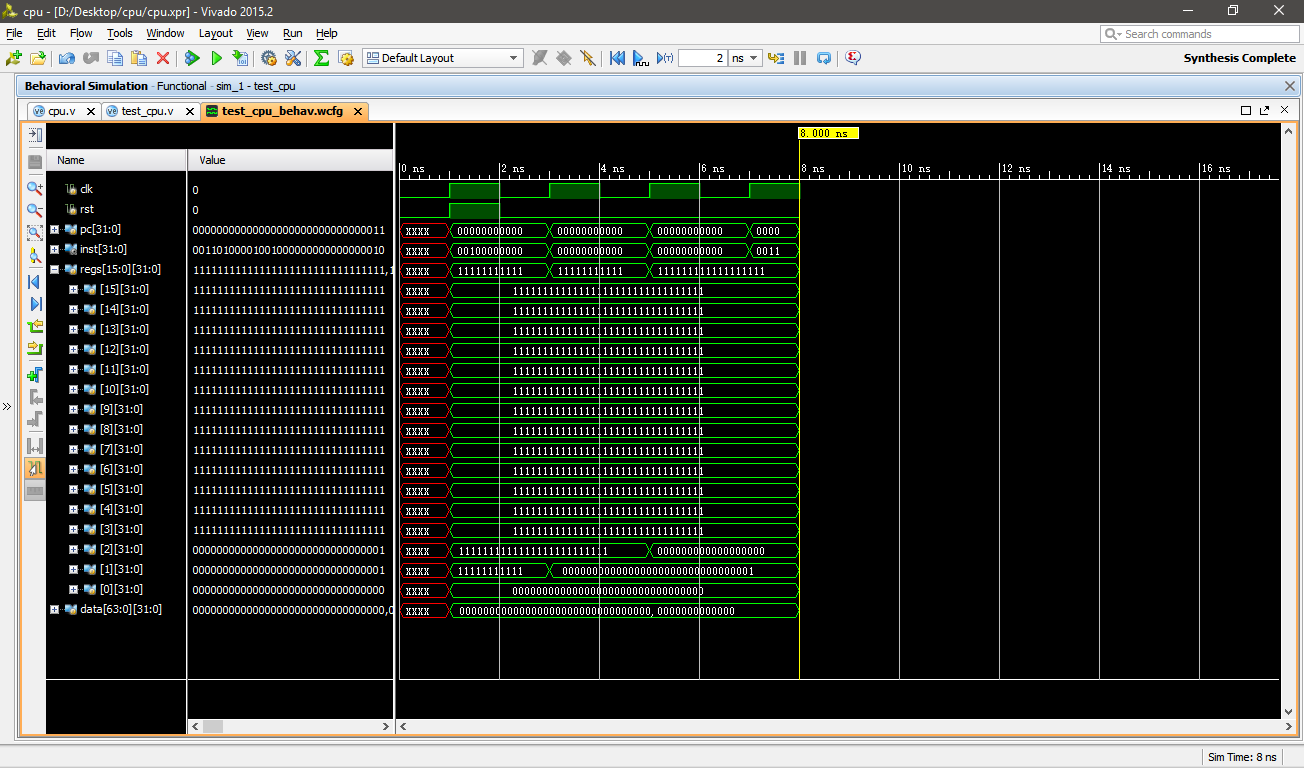 cpu - [D:/Desktop/cpu/cpu.xpr] - Vivado 2015.2
File Edit Flow Tools Window Layout View Run Help
Search commands
Default Layout
2 ns
Synthesis Complete
Behavioral Simulation - Functional - sim_1 - test_cpu
cpu.v
test_cpu.v
test_cpu_behav.wcfg
8.000 ns
Name Value
0 ns 2 ns 4 ns 6 ns 8 ns 10 ns 12 ns 14 ns 16 ns
clk 0
rst 0
pc[31:0] 00000000000000000000000000000011 XXXX 00000000000 00000000000 00000000000 0000
inst[31:0] 00110100001001000000000000000010 XXXX 00100000000 00000000000 00000000000 0011
regs[15:0][31:0] 11111111111111111111111111111111,1 XXXX 11111111111 11111111111 111111111111111111
[15][31:0] 11111111111111111111111111111111 XXXX 11111111111111111111111111111111
[14][31:0] 11111111111111111111111111111111 XXXX 11111111111111111111111111111111
[13][31:0] 11111111111111111111111111111111 XXXX 11111111111111111111111111111111
[12][31:0] 11111111111111111111111111111111 XXXX 11111111111111111111111111111111
[11][31:0] 11111111111111111111111111111111 XXXX 11111111111111111111111111111111
[10][31:0] 11111111111111111111111111111111 XXXX 11111111111111111111111111111111
[9][31:0] 11111111111111111111111111111111 XXXX 11111111111111111111111111111111
[8][31:0] 11111111111111111111111111111111 XXXX 11111111111111111111111111111111
[7][31:0] 11111111111111111111111111111111 XXXX 11111111111111111111111111111111
[6][31:0] 11111111111111111111111111111111 XXXX 11111111111111111111111111111111
[5][31:0] 11111111111111111111111111111111 XXXX 11111111111111111111111111111111
[4][31:0] 11111111111111111111111111111111 XXXX 11111111111111111111111111111111
[3][31:0] 11111111111111111111111111111111 XXXX 11111111111111111111111111111111
[2][31:0] 00000000000000000000000000000001 XXXX 1111111111111111111111111 000000000000000000
[1][31:0] 00000000000000000000000000000001 XXXX 11111111111 00000000000000000000000000000001
[0][31:0] 00000000000000000000000000000000 XXXX 00000000000000000000000000000000
data[63:0][31:0] 00000000000000000000000000000000,0 XXXX 00000000000000000000000000000000,0000000000000
Sim Time: 8 ns